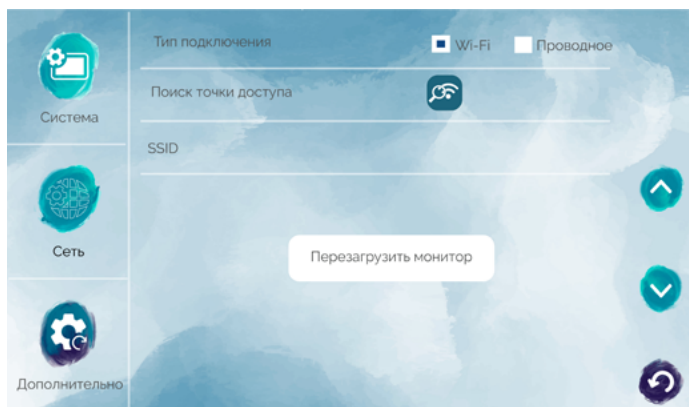 Тип подключения
Wi-Fi
Проводное
Поиск точки доступа
Система
SSID
Сеть
Перезагрузить монитор
Дополнительно